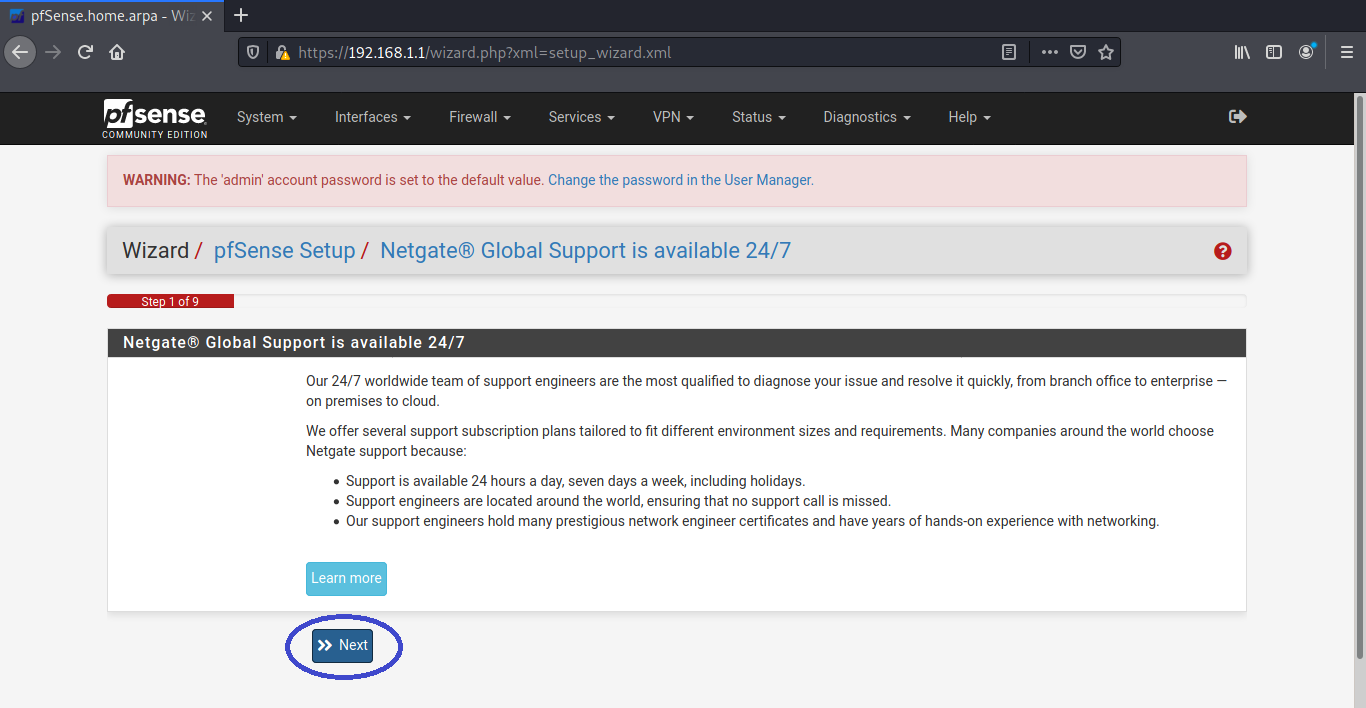 pfSense.home.arpa - Wiz
https://192.168.1.1/wizard.php?xml=setup_wizard.xml
pfsense
COMMUNITY EDITION
System
Interfaces
Firewall
Services
VPN
Status
Diagnostics
Help
WARNING: The 'admin' account password is set to the default value. Change the password in the User Manager.
Wizard / pfSense Setup / Netgate® Global Support is available 24/7
Step 1 of 9
Netgate® Global Support is available 24/7
Our 24/7 worldwide team of support engineers are the most qualified to diagnose your issue and resolve it quickly, from branch office to enterprise —
on premises to cloud.
We offer several support subscription plans tailored to fit different environment sizes and requirements. Many companies around the world choose
Netgate support because:
• Support is available 24 hours a day, seven days a week, including holidays.
• Support engineers are located around the world, ensuring that no support call is missed.
• Our support engineers hold many prestigious network engineer certificates and have years of hands-on experience with networking.
Learn more
Next